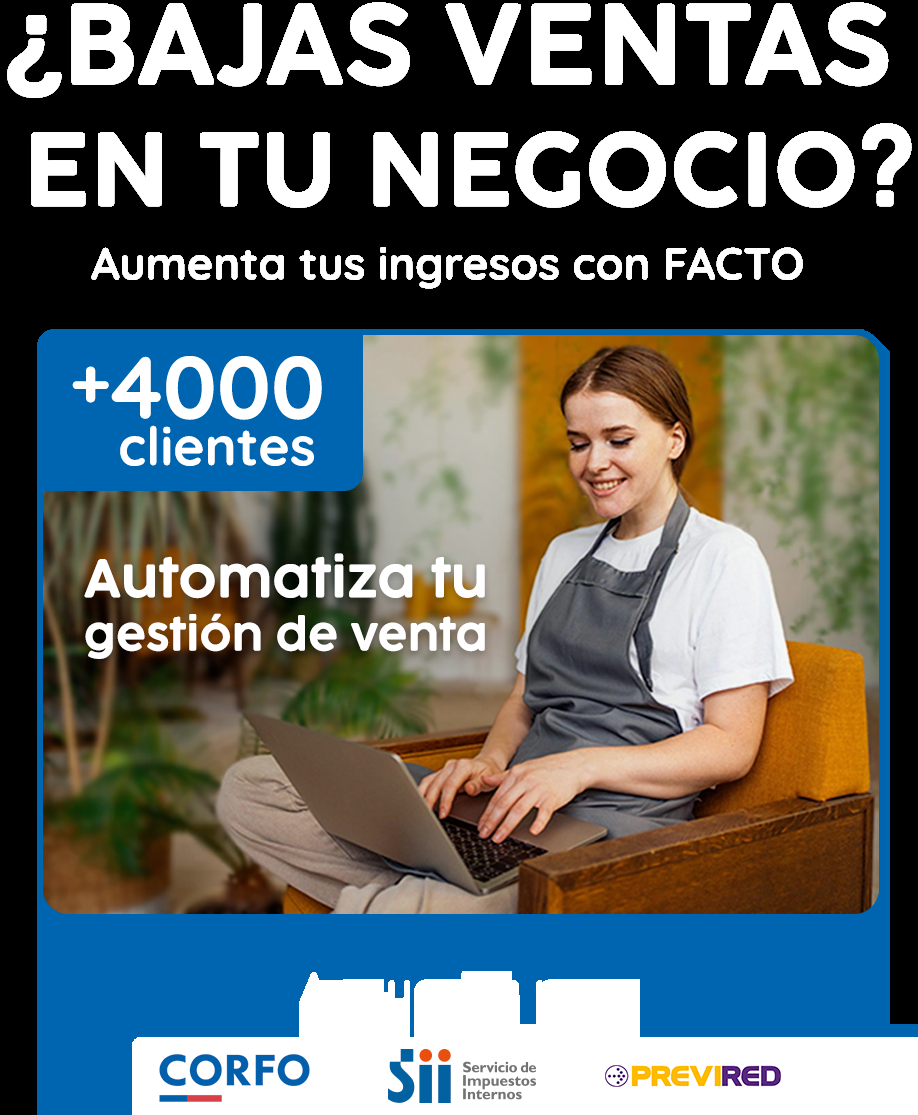 ¿BAJAS VENTAS
EN TU NEGOCIO?
Aumenta tus ingresos con FACTO
+4000
clientes
Automatiza tu
gestión de venta
CORFO
Sii Servicio de
Impuestos
Internos
PREVIRED